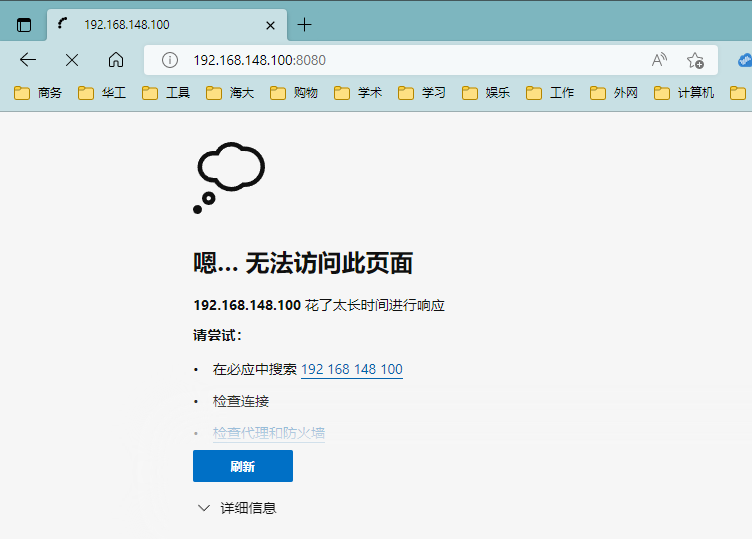 192.168.148.100
192.168.148.100:8080
商务 华工 工具 海大 购物 学术 学习 娱乐 工作 外网 计算机
嗯… 无法访问此页面
192.168.148.100 花了太长时间进行响应
请尝试：
• 在必应中搜索 192 168 148 100
• 检查连接
• 检查代理和防火墙
刷新
详细信息